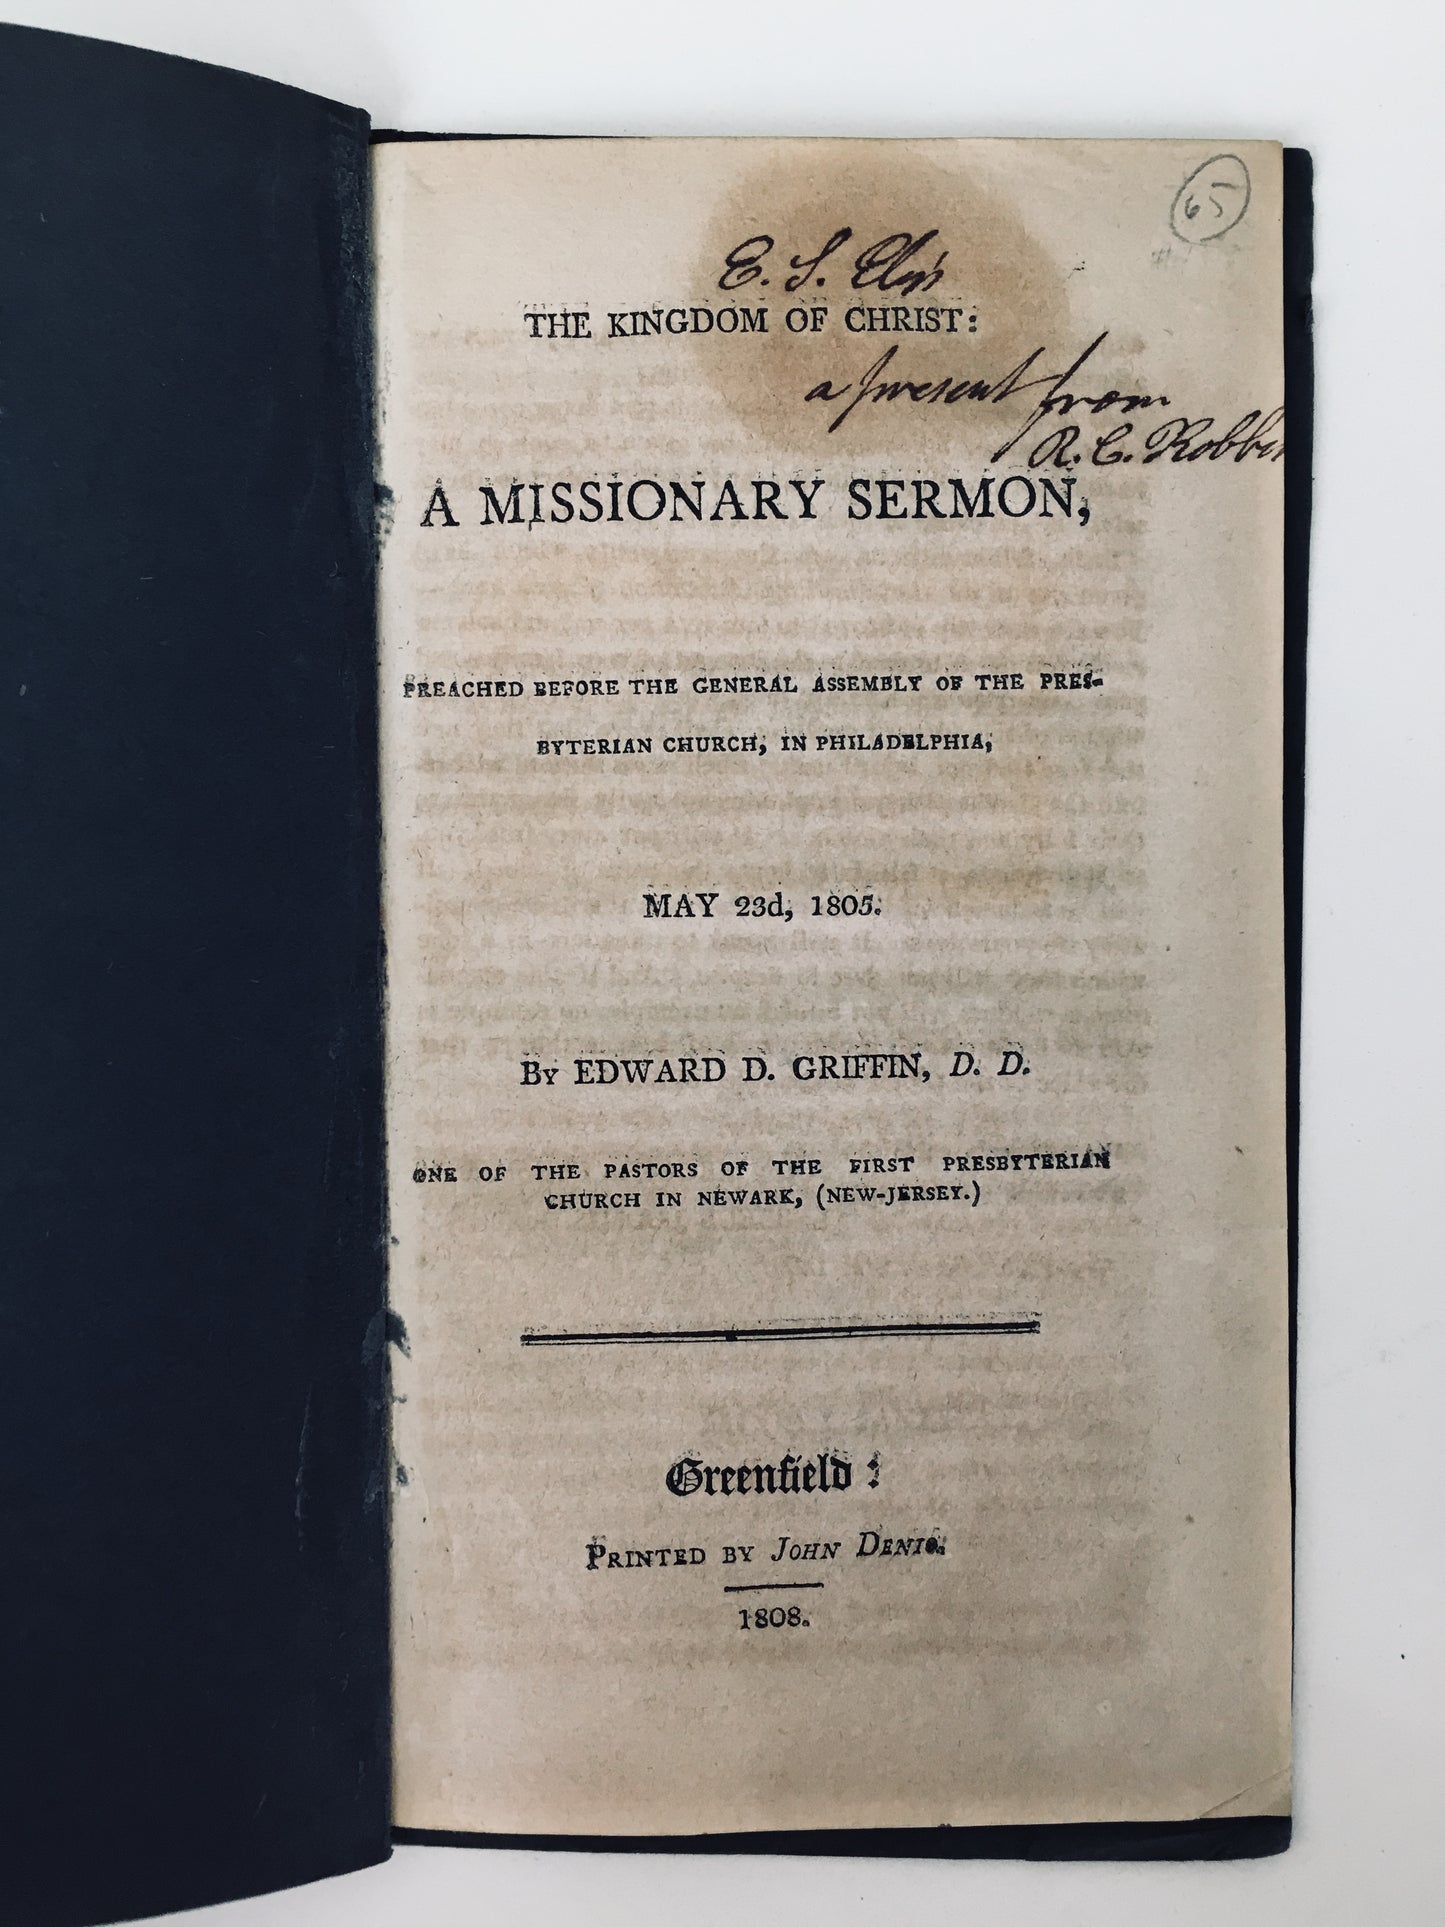 65
E. S. Ely's
THE KINGDOM OF CHRIST:
a present from
R. C. Robbin
A MISSIONARY SERMON,
PREACHED BEFORE THE GENERAL ASSEMBLY OF THE PRES-
BYTERIAN CHURCH, IN PHILADELPHIA,
MAY 23d, 1805.
By EDWARD D. GRIFFIN, D. D.
ONE OF THE PASTORS OF THE FIRST PRESBYTERIAN
CHURCH IN NEWARK, (NEW-JERSEY.)
Greenfield:
PRINTED BY JOHN DENIO.
1808.